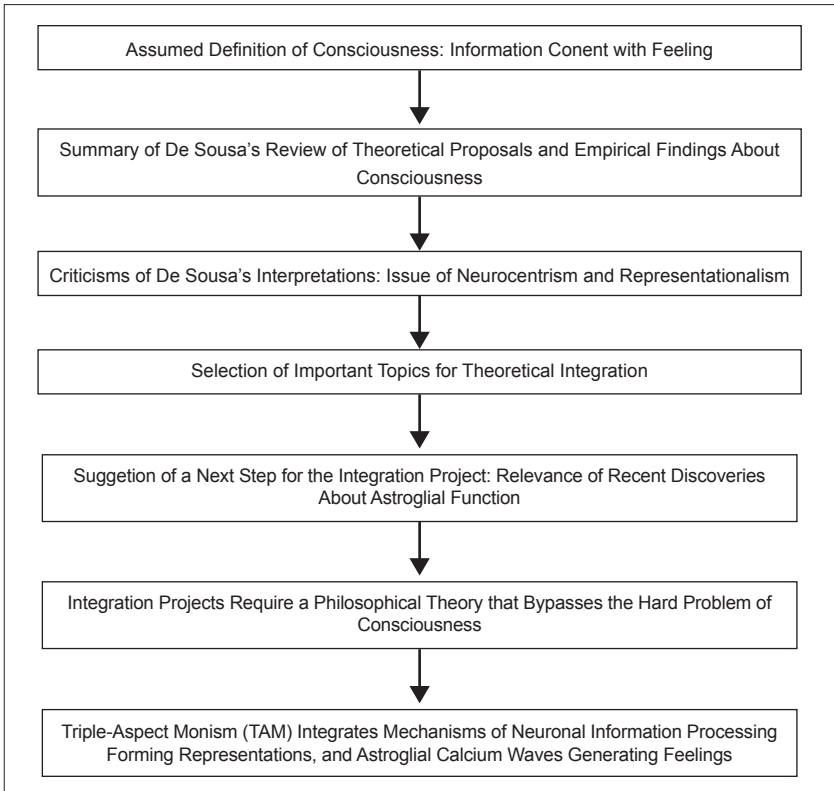 Assumed Definition of Consciousness: Information Conent with Feeling
Summary of De Sousa's Review of Theoretical Proposals and Empirical Findings About
Consciousness
Criticisms of De Sousa's Interpretations: Issue of Neurocentrism and Representationalism
Selection of Important Topics for Theoretical Integration
Suggetion of a Next Step for the Integration Project: Relevance of Recent Discoveries
About Astroglial Function
Integration Projects Require a Philosophical Theory that Bypasses the Hard Problem of
Consciousness
Triple-Aspect Monism (TAM) Integrates Mechanisms of Neuronal Information Processing
Forming Representations, and Astroglial Calcium Waves Generating Feelings